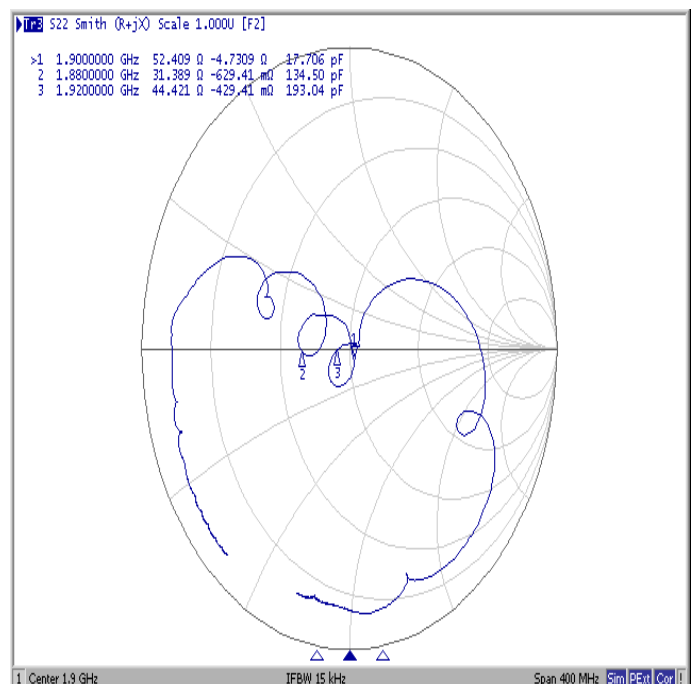 Tr3 S22 Smith (R+jX) Scale 1.000U [F2]
>1 1.9000000 GHz 52.409 Ω -4.7309 Ω 17.706 pF
2 1.8800000 GHz 31.389 Ω -629.41 mΩ 134.50 pF
3 1.9200000 GHz 44.421 Ω -429.41 mΩ 193.04 pF
1
2
3
1 Center 1.9 GHz IFBW 15 kHz Span 400 MHz Sim PExt Cor !